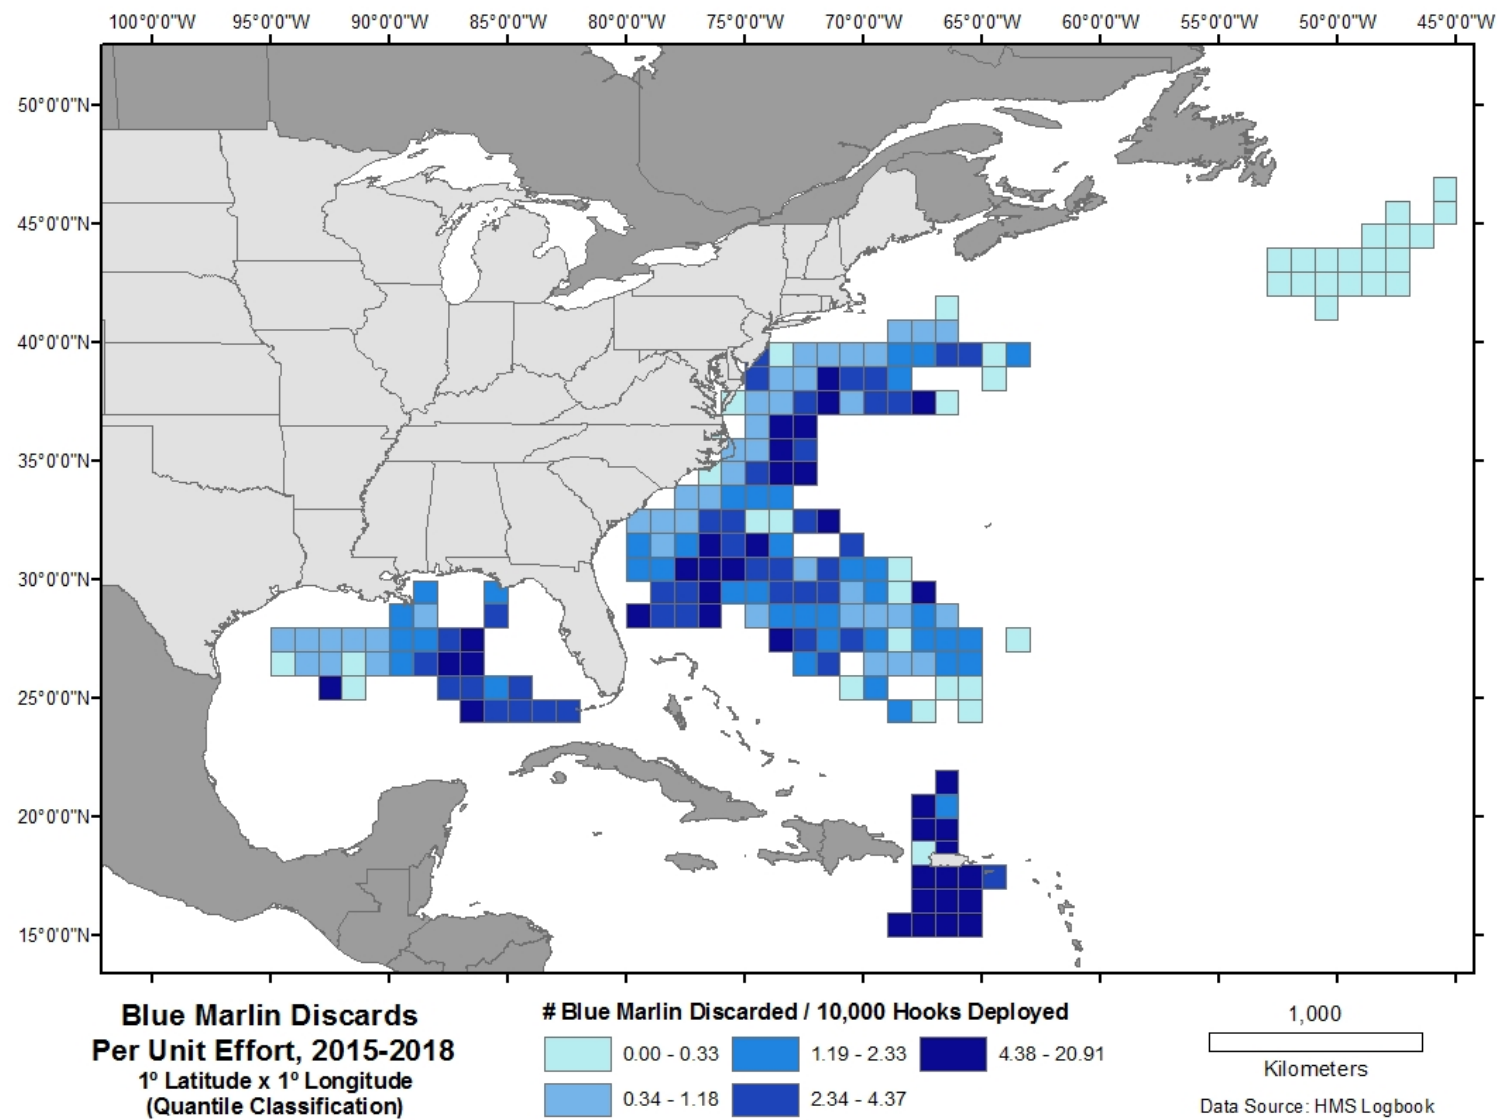 100°0'0"W 95°0'0"W 90°0'0"W 85°0'0"W 80°0'0"W 75°0'0"W 70°0'0"W 65°0'0"W 60°0'0"W 55°0'0"W 50°0'0"W 45°0'0"W
50°0'0"N
45°0'0"N
40°0'0"N
35°0'0"N
30°0'0"N
25°0'0"N
20°0'0"N
15°0'0"N
Blue Marlin Discards
Per Unit Effort, 2015-2018
1º Latitude x 1º Longitude
(Quantile Classification)
# Blue Marlin Discarded / 10,000 Hooks Deployed
0.00 - 0.33 1.19 - 2.33 4.38 - 20.91
0.34 - 1.18 2.34 - 4.37
1,000
Kilometers
Data Source: HMS Logbook